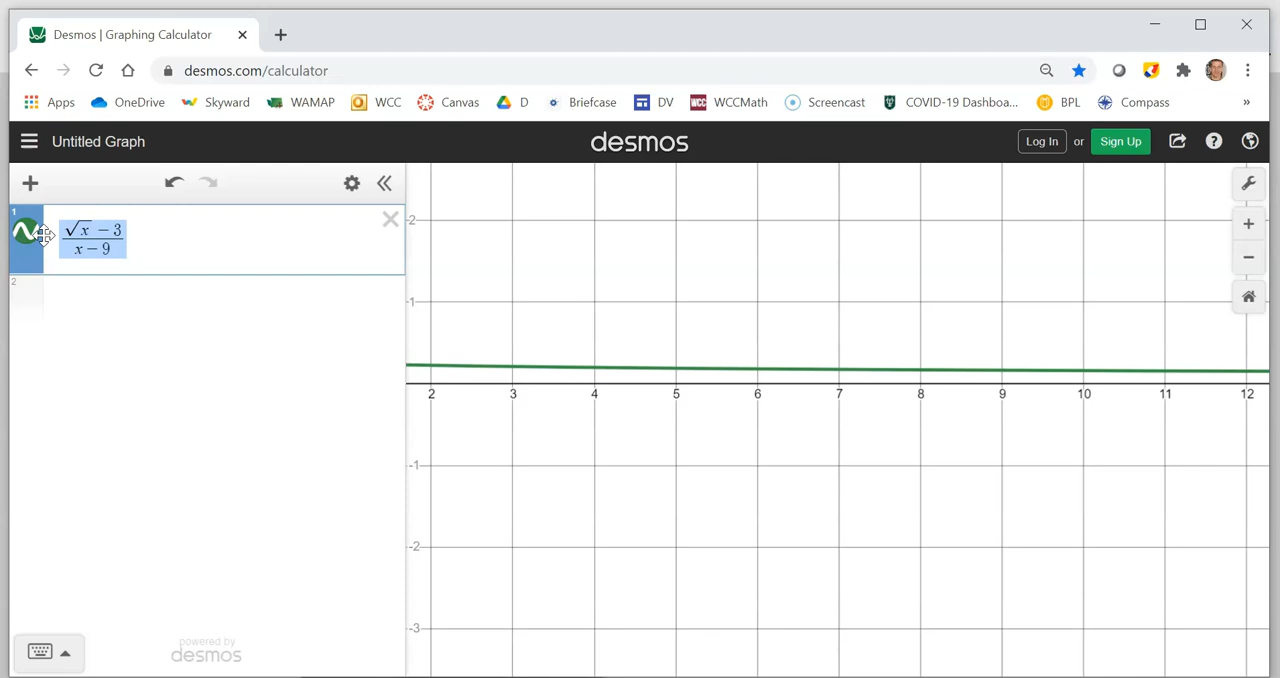 Desmos | Graphing Calculator
desmos.com/calculator
Apps OneDrive Skyward WAMAP WCC Canvas D Briefcase DV WCC WCCMath Screencast COVID-19 Dashboa... BPL Compass »
Untitled Graph desmos Log In or Sign Up
1
√x − 3
x − 9
2
2
1
2 3 4 5 6 7 8 9 10 11 12
-1
-2
-3
powered by
desmos